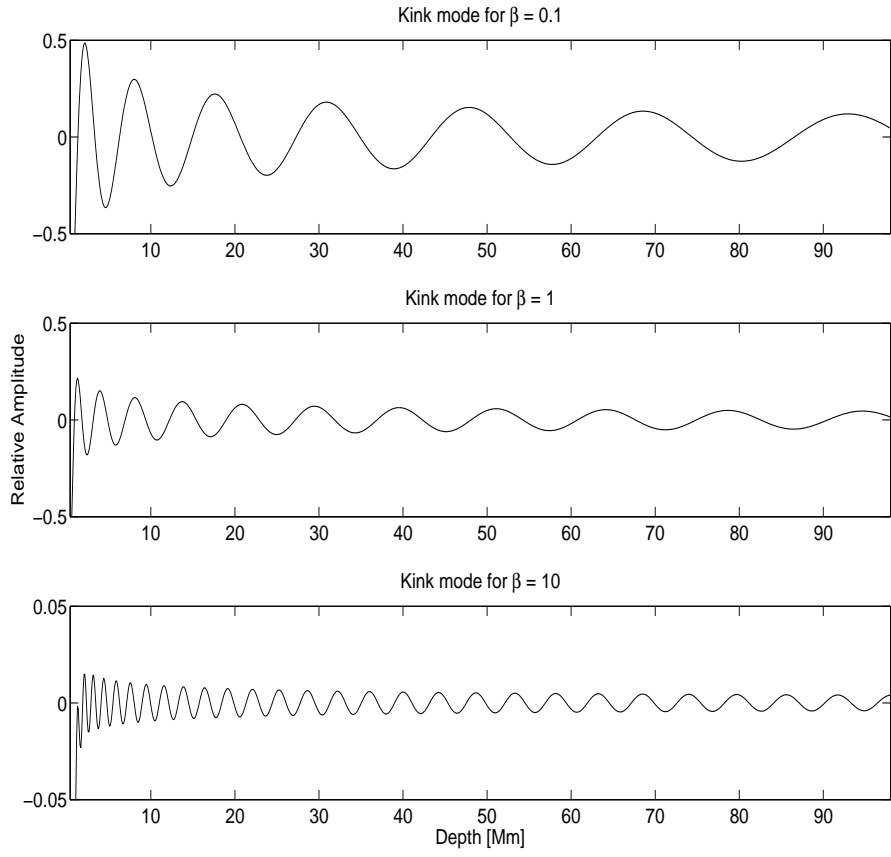 Kink mode for β = 0.1
0.5
0
−0.5
10 20 30 40 50 60 70 80 90
Kink mode for β = 1
0.5
0
−0.5
10 20 30 40 50 60 70 80 90
Relative Amplitude
Kink mode for β = 10
0.05
0
−0.05
10 20 30 40 50 60 70 80 90
Depth [Mm]